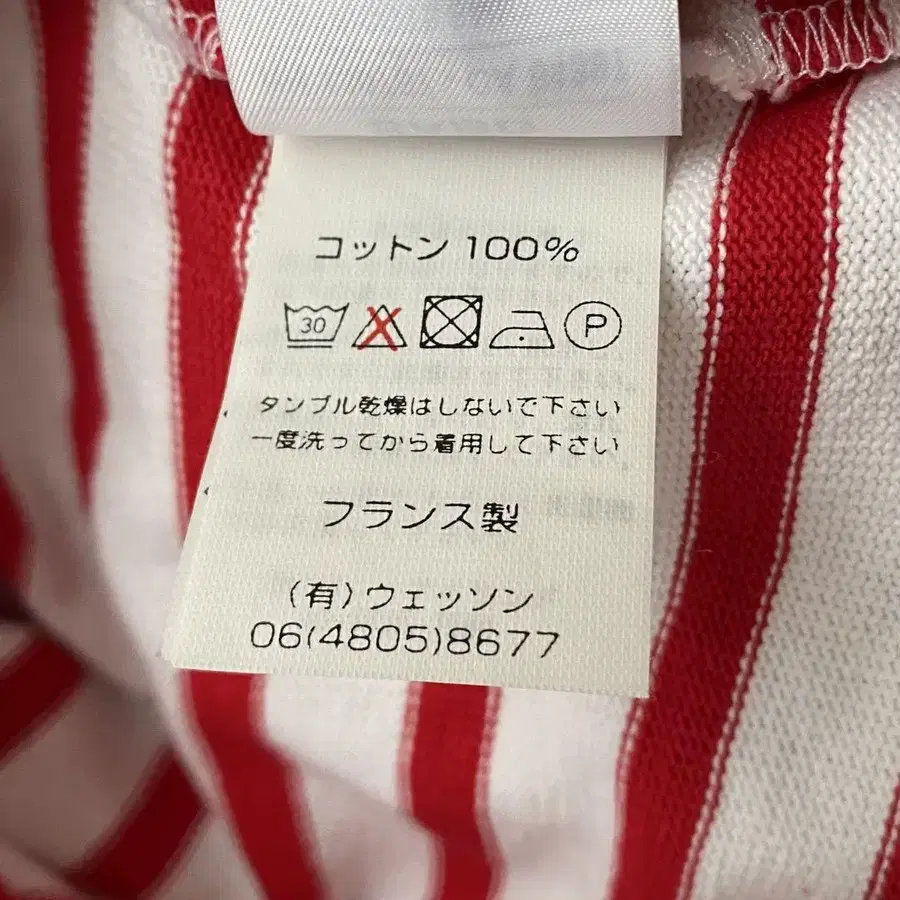 コットン 100%
30 P
タンブル乾燥はしないで下さい
一度洗ってから着用して下さい
フランス製
(有)ウェッソン
06(4805)8677